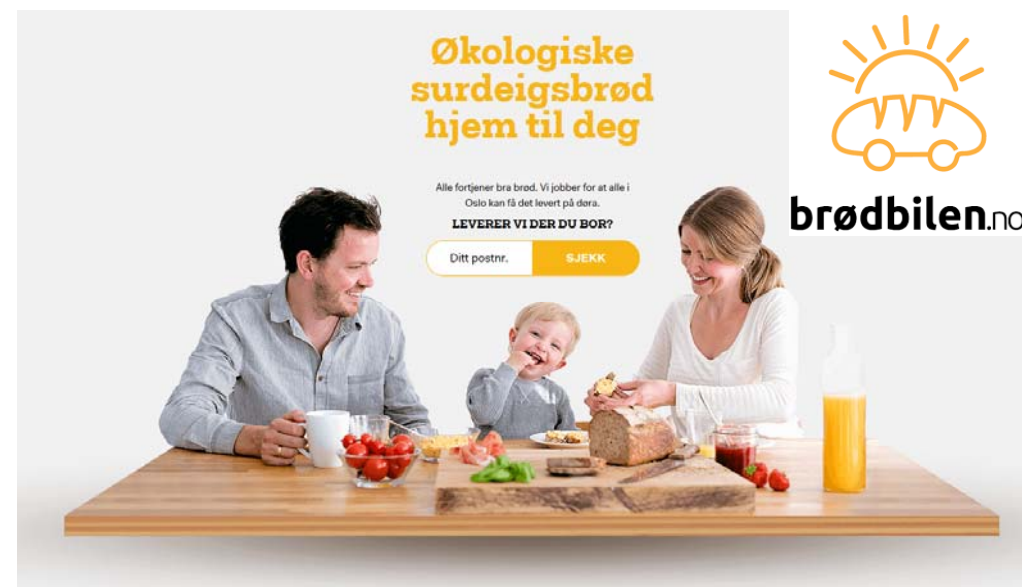 Økologiske
surdeigsbrød
hjem til deg
Alle fortjener bra brød. Vi jobber for at alle i
Oslo kan få det levert på døra.
LEVERER VI DER DU BOR?
Ditt postnr. SJEKK
brødbilen.no